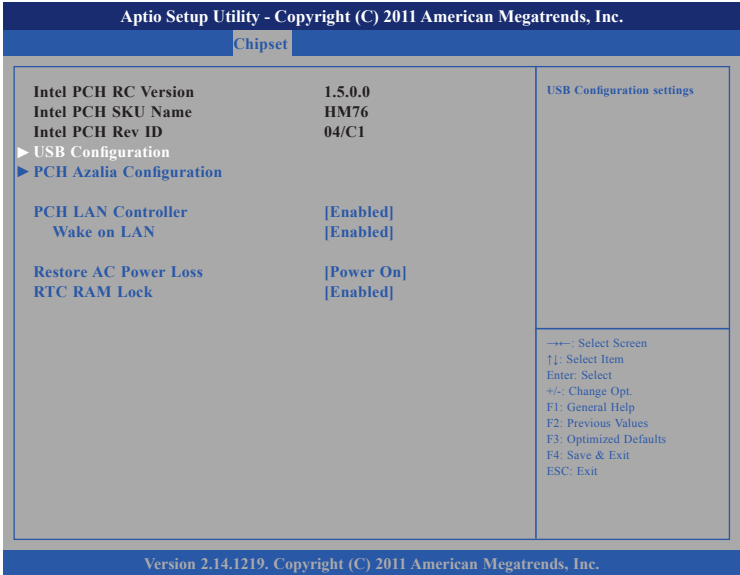 Aptio Setup Utility - Copyright (C) 2011 American Megatrends, Inc.
Chipset
Intel PCH RC Version 1.5.0.0
Intel PCH SKU Name HM76
Intel PCH Rev ID 04/C1
▶ USB Configuration
▶ PCH Azalia Configuration
PCH LAN Controller [Enabled]
Wake on LAN [Enabled]
Restore AC Power Loss [Power On]
RTC RAM Lock [Enabled]
USB Configuration settings
→←: Select Screen
↑↓: Select Item
Enter: Select
+/-: Change Opt.
F1: General Help
F2: Previous Values
F3: Optimized Defaults
F4: Save & Exit
ESC: Exit
Version 2.14.1219. Copyright (C) 2011 American Megatrends, Inc.